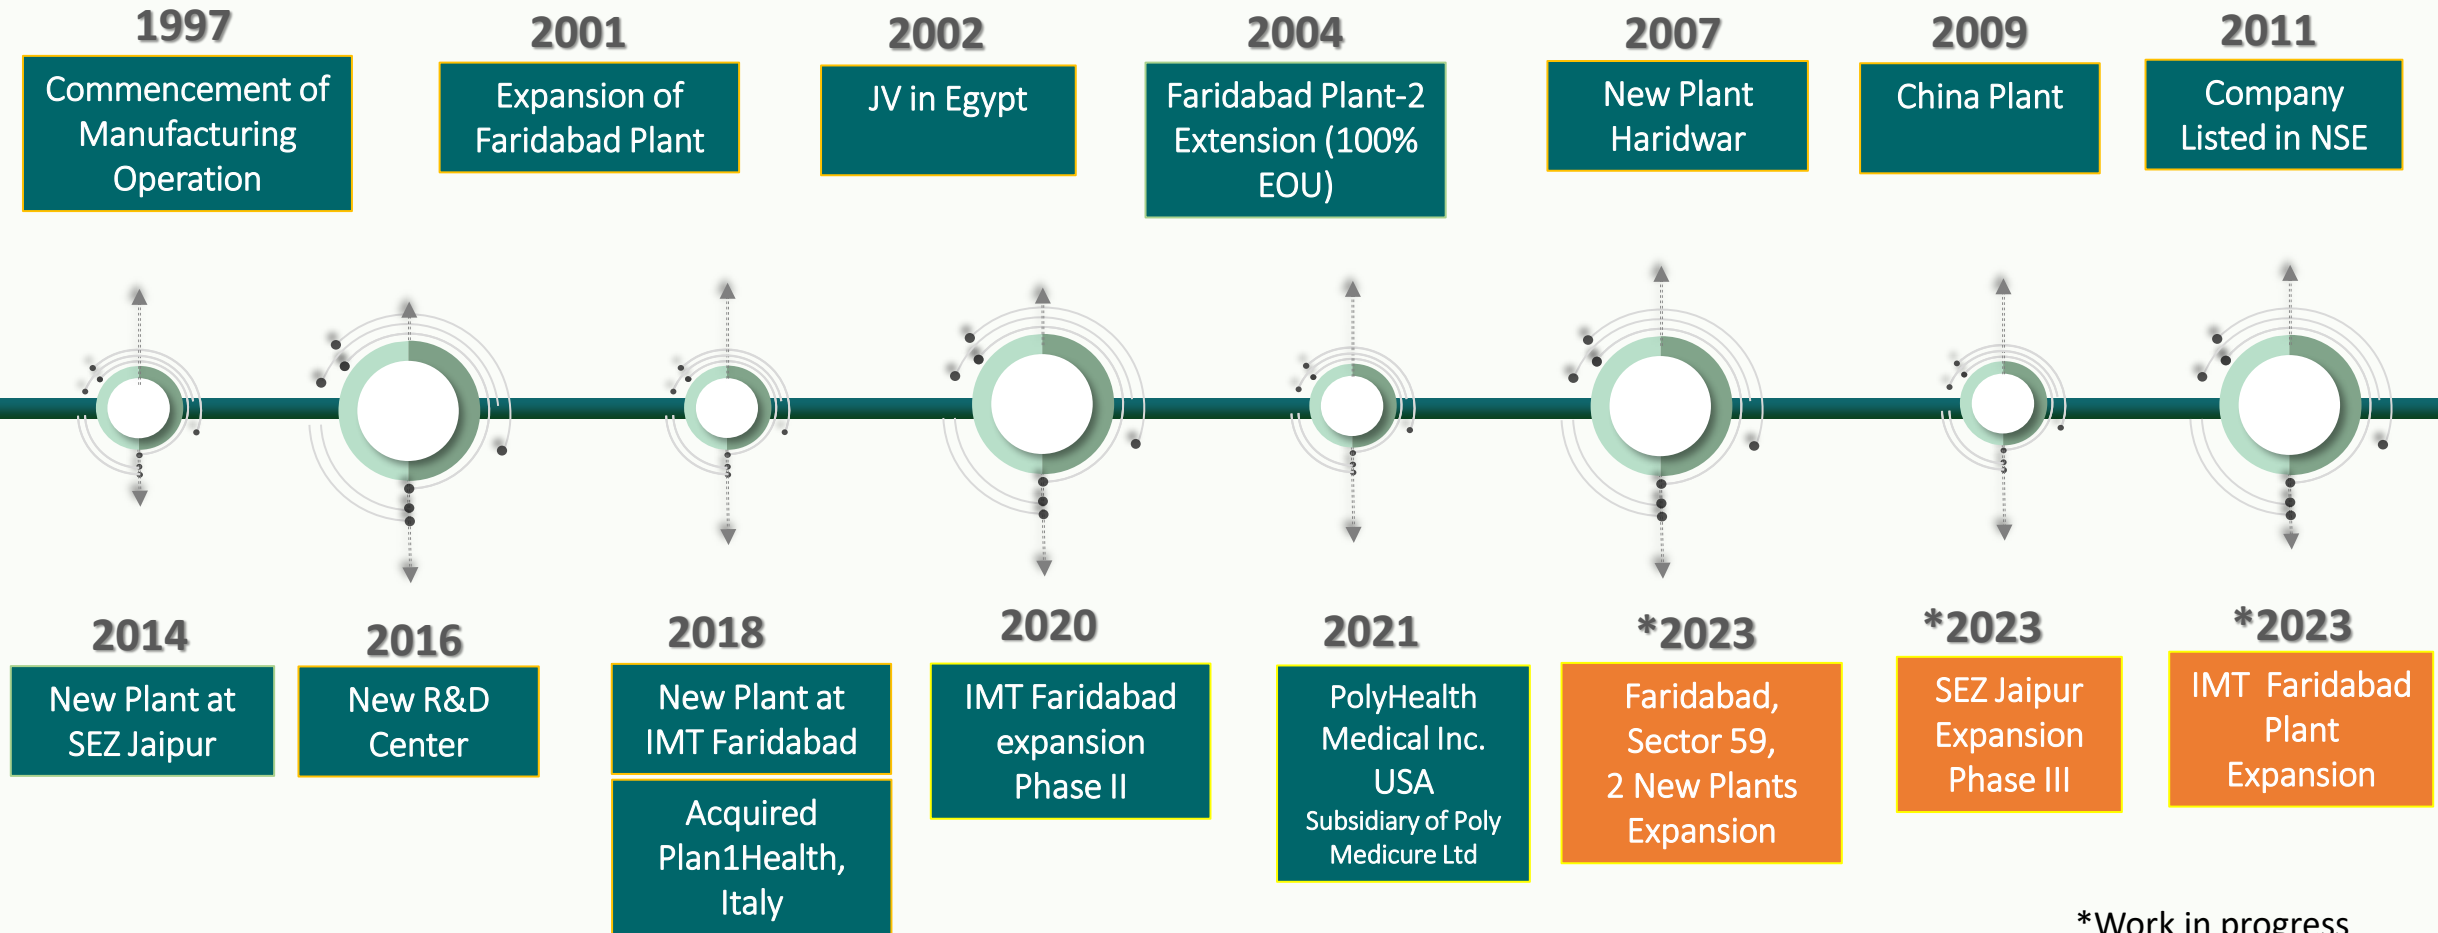 1997
Commencement of
Manufacturing
Operation
2001
Expansion of
Faridabad Plant
2002
JV in Egypt
2004
Faridabad Plant-2
Extension (100%
EOU)
2007
New Plant
Haridwar
2009
China Plant
2011
Company
Listed in NSE
2014
New Plant at
SEZ Jaipur
2016
New R&D
Center
2018
New Plant at
IMT Faridabad
Acquired
Plan1Health,
Italy
2020
IMT Faridabad
expansion
Phase II
2021
PolyHealth
Medical Inc.
USA
Subsidiary of Poly
Medicure Ltd
*2023
Faridabad,
Sector 59,
2 New Plants
Expansion
*2023
SEZ Jaipur
Expansion
Phase III
*2023
IMT Faridabad
Plant
Expansion
*Work in progress